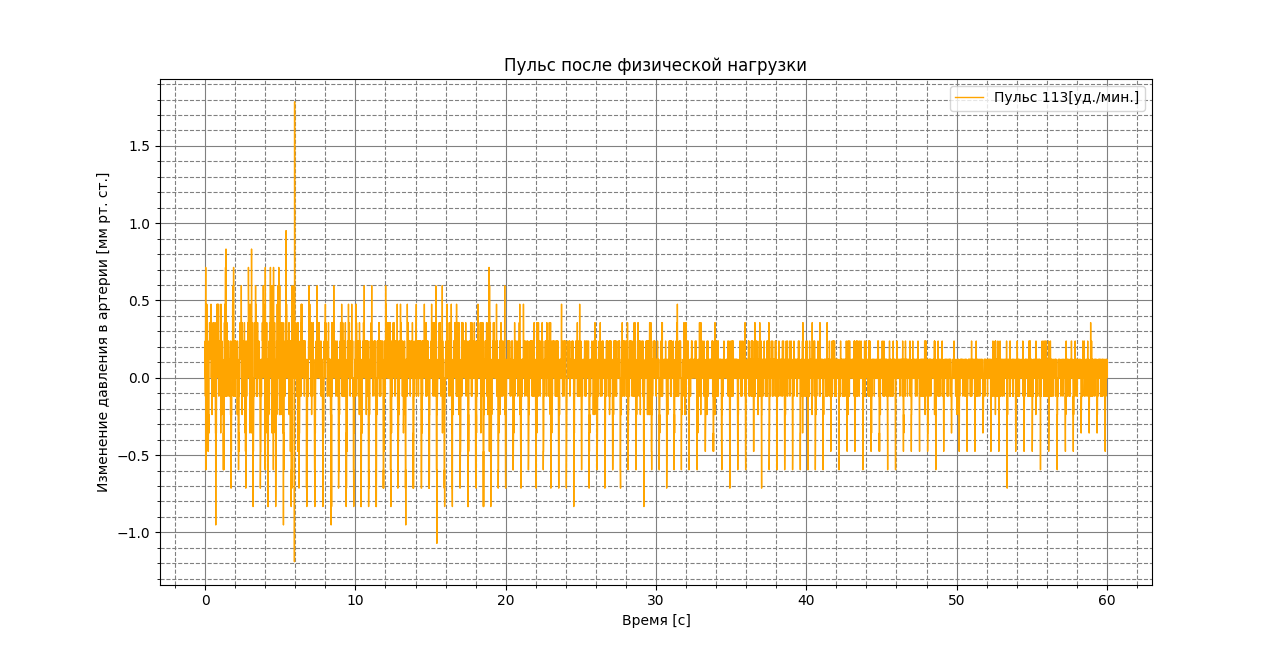 Пульс после физической нагрузки
Пульс 113[уд./мин.]
Изменение давления в артерии [мм рт. ст.]
1.5
1.0
0.5
0.0
−0.5
−1.0
0 10 20 30 40 50 60
Время [с]